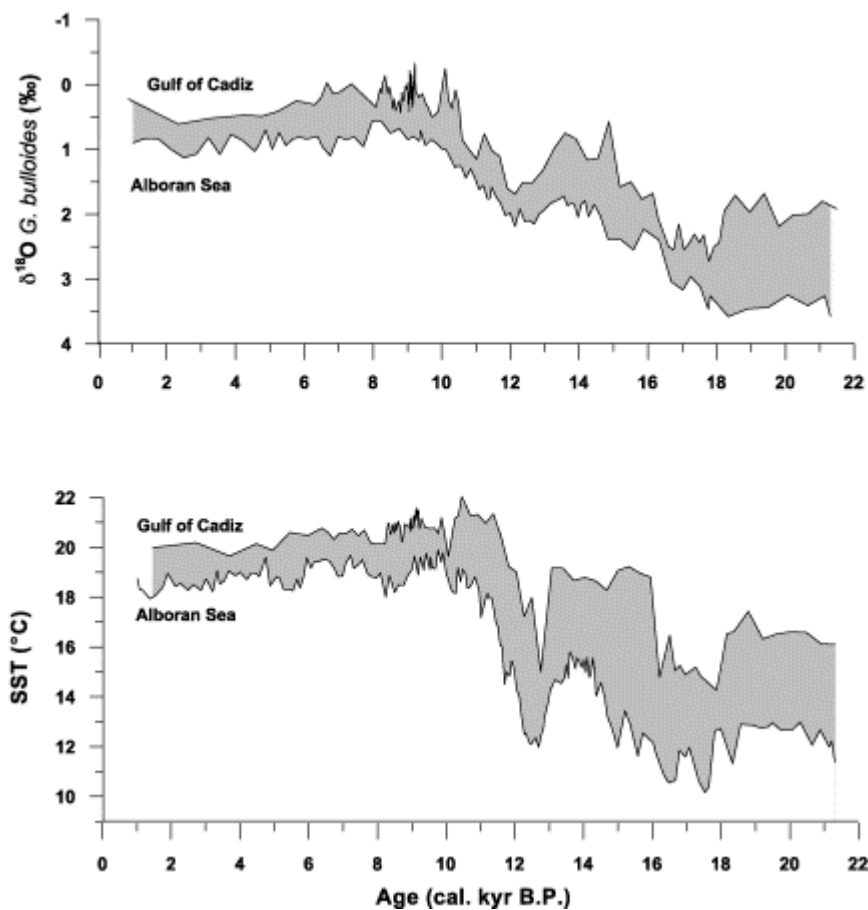 -1
0
1
2
3
4
δ18O G. bulloides (‰)
Gulf of Cadiz
Alboran Sea
0 2 4 6 8 10 12 14 16 18 20 22
22
20
18
16
14
12
10
SST (°C)
Gulf of Cadiz
Alboran Sea
0 2 4 6 8 10 12 14 16 18 20 22
Age (cal. kyr B.P.)